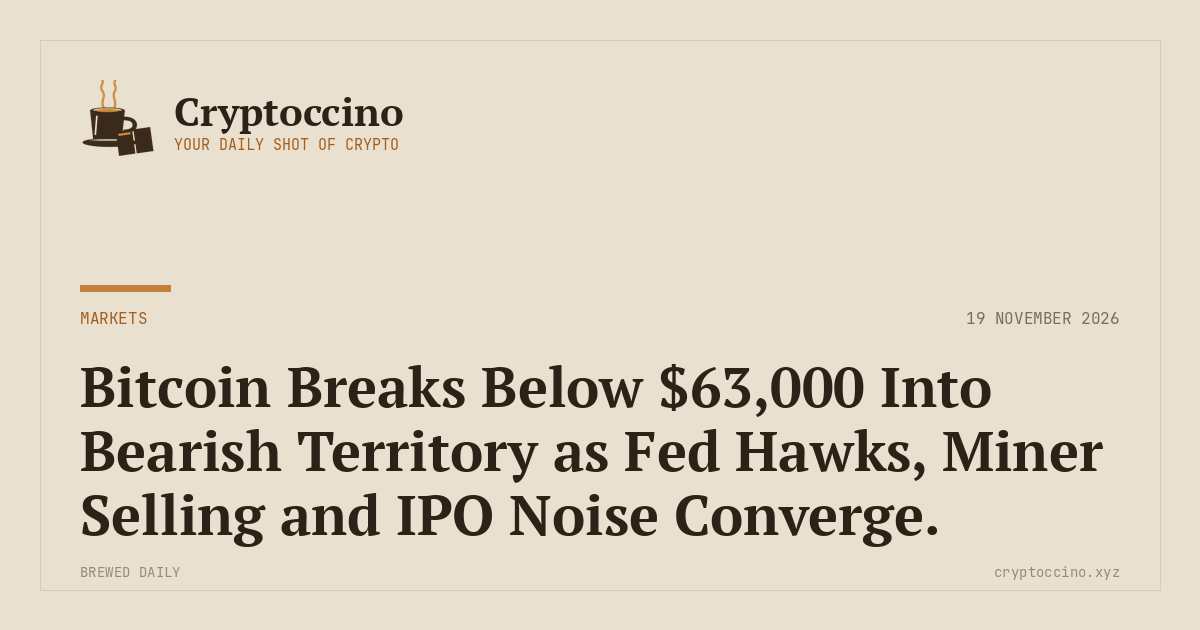 Cryptoccino
YOUR DAILY SHOT OF CRYPTO
MARKETS
19 NOVEMBER 2026
Bitcoin Breaks Below $63,000 Into
Bearish Territory as Fed Hawks, Miner
Selling and IPO Noise Converge.
BREWED DAILY
cryptoccino.xyz